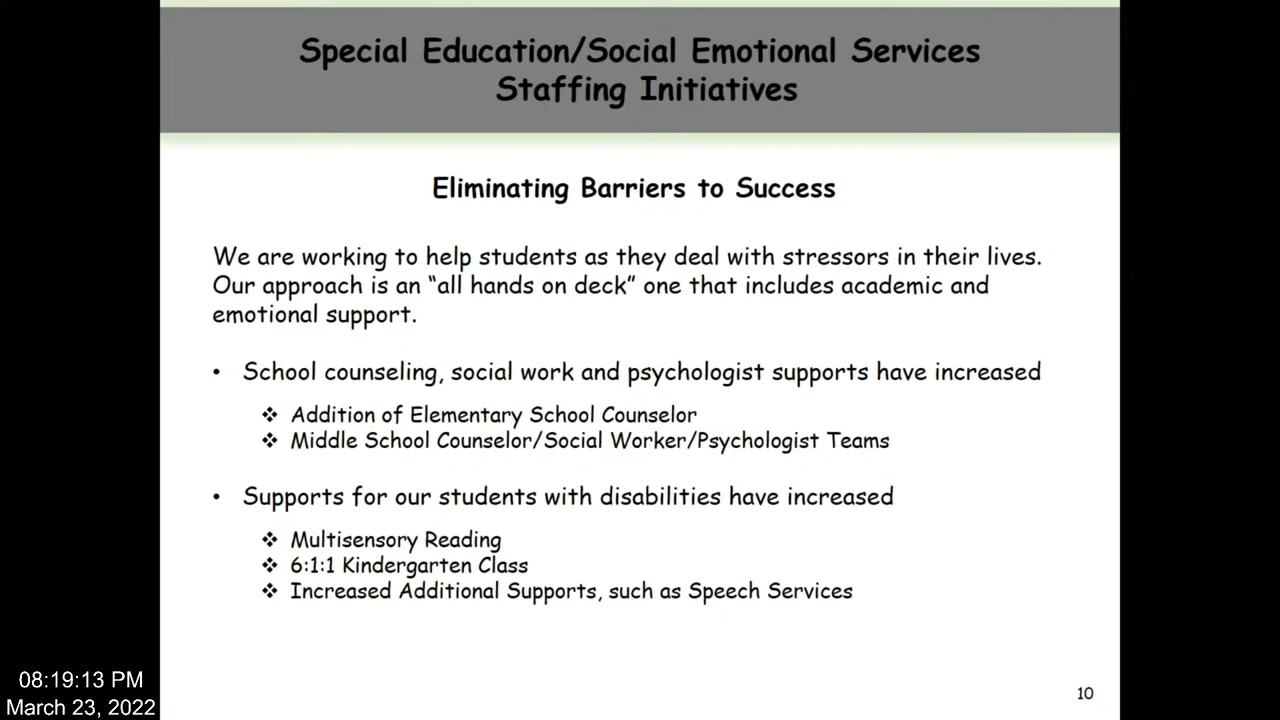 Special Education/Social Emotional Services
Staffing Initiatives
Eliminating Barriers to Success
We are working to help students as they deal with stressors in their lives.
Our approach is an “all hands on deck” one that includes academic and
emotional support.
• School counseling, social work and psychologist supports have increased
❖ Addition of Elementary School Counselor
❖ Middle School Counselor/Social Worker/Psychologist Teams
• Supports for our students with disabilities have increased
❖ Multisensory Reading
❖ 6:1:1 Kindergarten Class
❖ Increased Additional Supports, such as Speech Services
08:19:13 PM
March 23, 2022
10